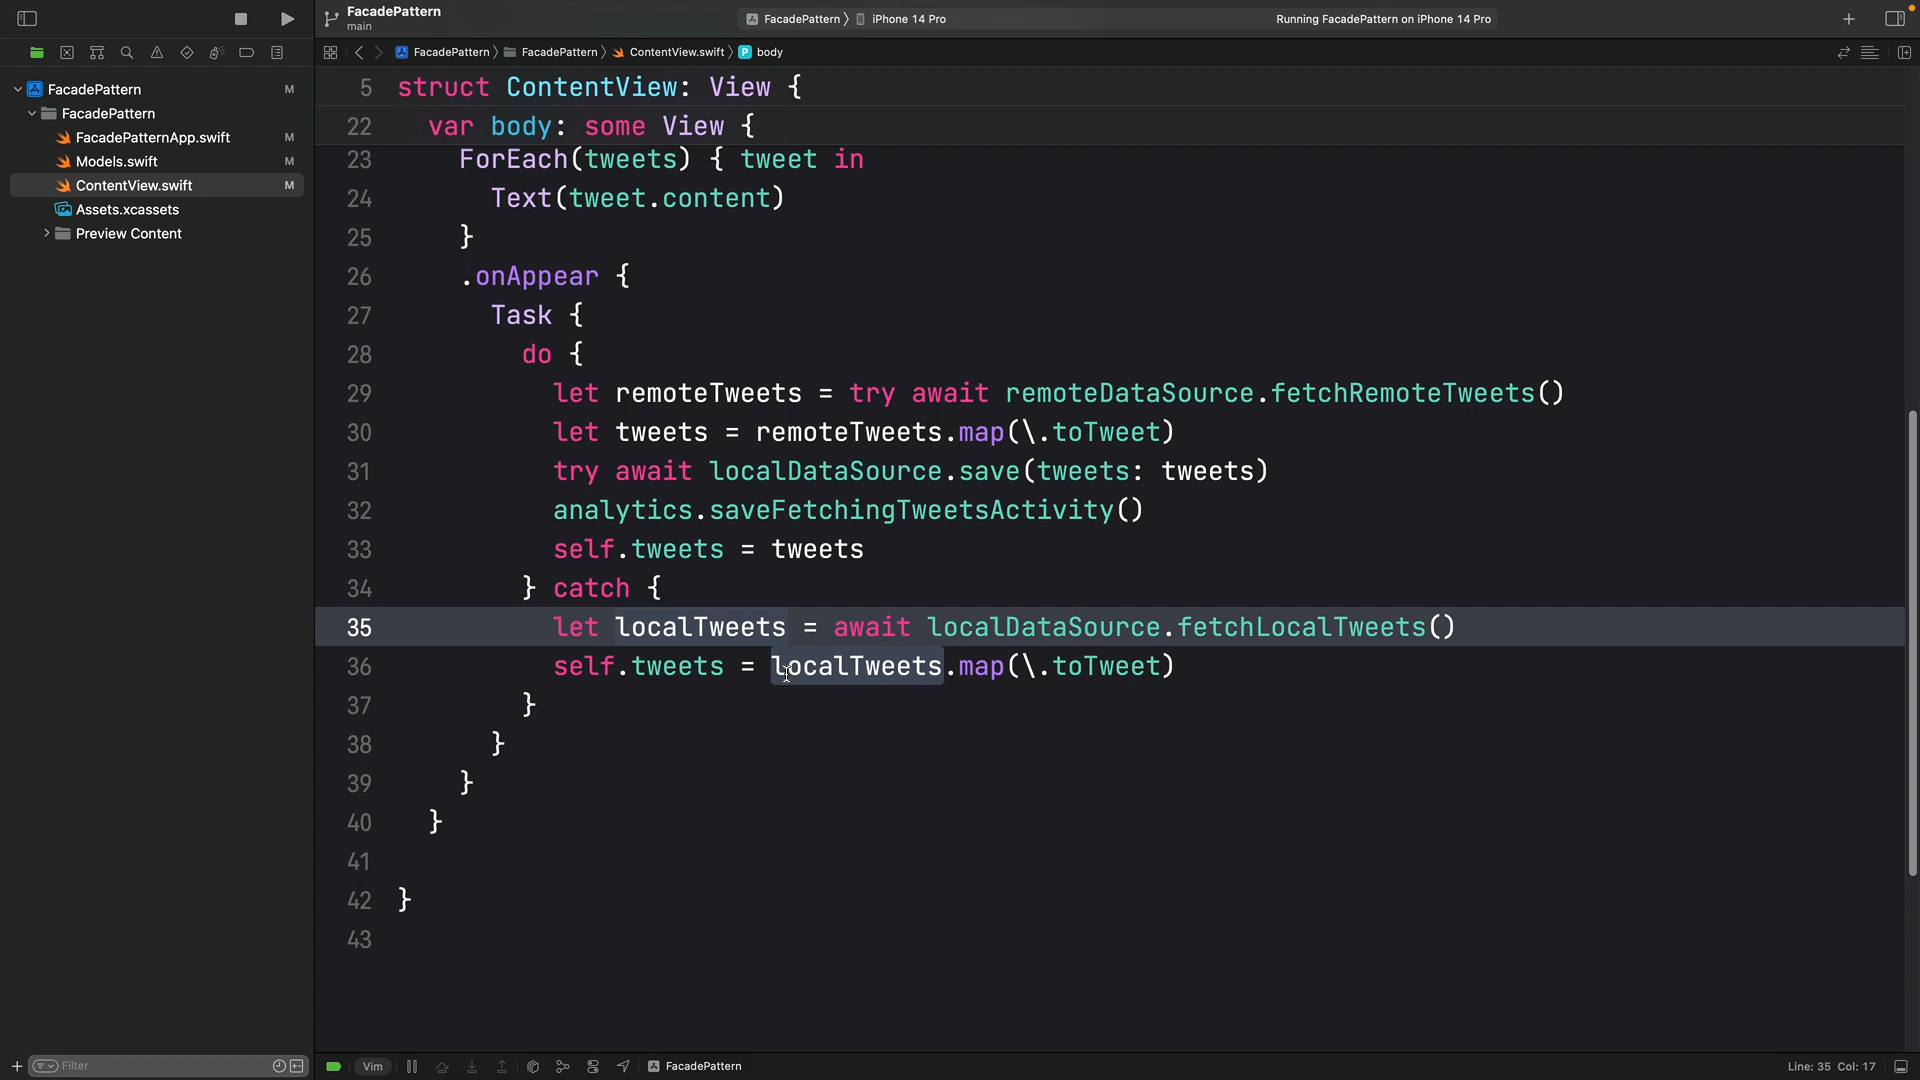 FacadePattern
main
FacadePattern 〉 iPhone 14 Pro
Running FacadePattern on iPhone 14 Pro
FacadePattern 〉 FacadePattern 〉 ContentView.swift 〉 P body
FacadePattern M
FacadePattern
FacadePatternApp.swift M
Models.swift M
ContentView.swift M
Assets.xcassets
Preview Content
5 struct ContentView: View {
22 var body: some View {
23 ForEach(tweets) { tweet in
24 Text(tweet.content)
25 }
26 .onAppear {
27 Task {
28 do {
29 let remoteTweets = try await remoteDataSource.fetchRemoteTweets()
30 let tweets = remoteTweets.map(\.toTweet)
31 try await localDataSource.save(tweets: tweets)
32 analytics.saveFetchingTweetsActivity()
33 self.tweets = tweets
34 } catch {
35 let localTweets = await localDataSource.fetchLocalTweets()
36 self.tweets = localTweets.map(\.toTweet)
37 }
38 }
39 }
40 }
41
42 }
43
Filter
Vim
FacadePattern
Line: 35 Col: 17